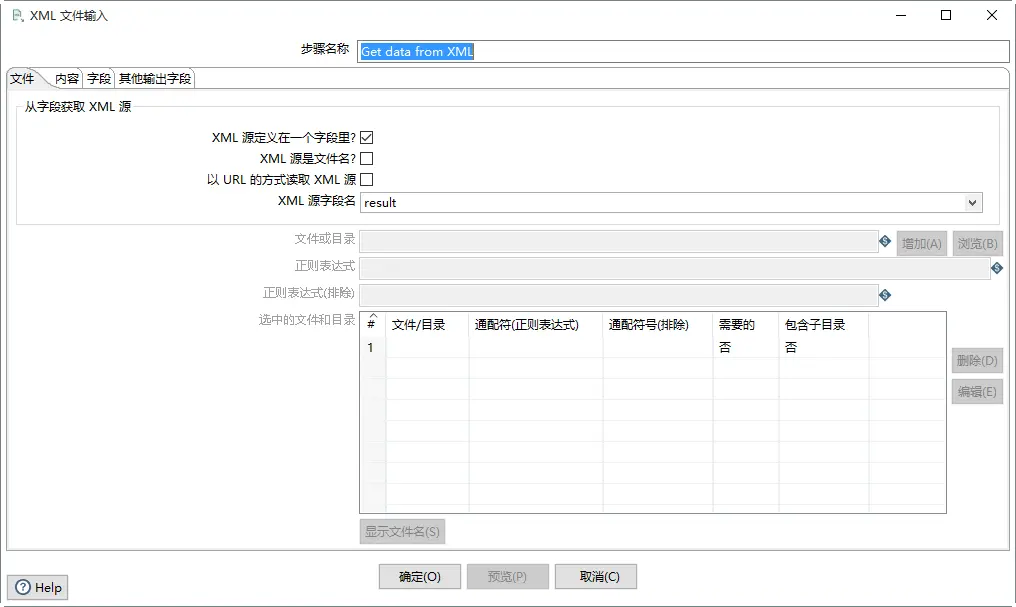 XML 文件输入
步骤名称 Get data from XML
文件 内容 字段 其他输出字段
从字段获取 XML 源
XML 源定义在一个字段里?
XML 源是文件名?
以 URL 的方式读取 XML 源
XML 源字段名 result
文件或目录 增加(A) 浏览(B)
正则表达式
正则表达式(排除)
选中的文件和目录 # 文件/目录 通配符(正则表达式) 通配符号(排除) 需要的 包含子目录
1 否 否
删除(D)
编辑(E)
显示文件名(S)
确定(O) 预览(P) 取消(C)
Help